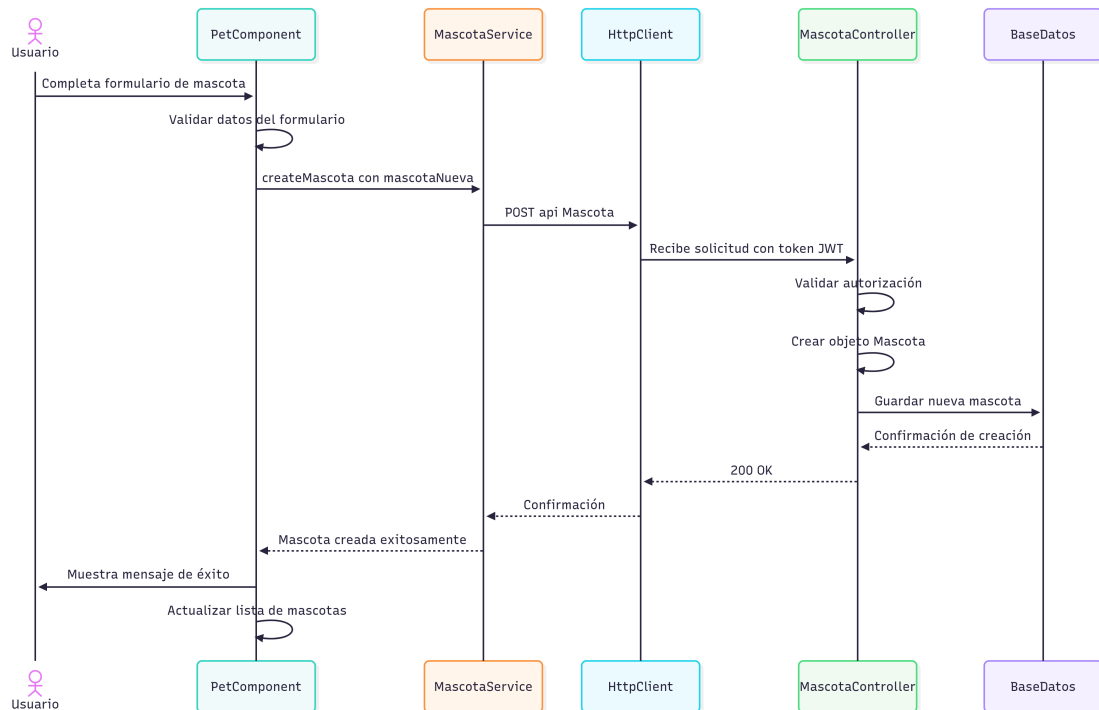 Usuario
PetComponent
MascotaService
HttpClient
MascotaController
BaseDatos
Completa formulario de mascota
Validar datos del formulario
createMascota con mascotaNueva
POST api Mascota
Recibe solicitud con token JWT
Validar autorización
Crear objeto Mascota
Guardar nueva mascota
Confirmación de creación
200 OK
Confirmación
Mascota creada exitosamente
Muestra mensaje de éxito
Actualizar lista de mascotas
Usuario
PetComponent
MascotaService
HttpClient
MascotaController
BaseDatos